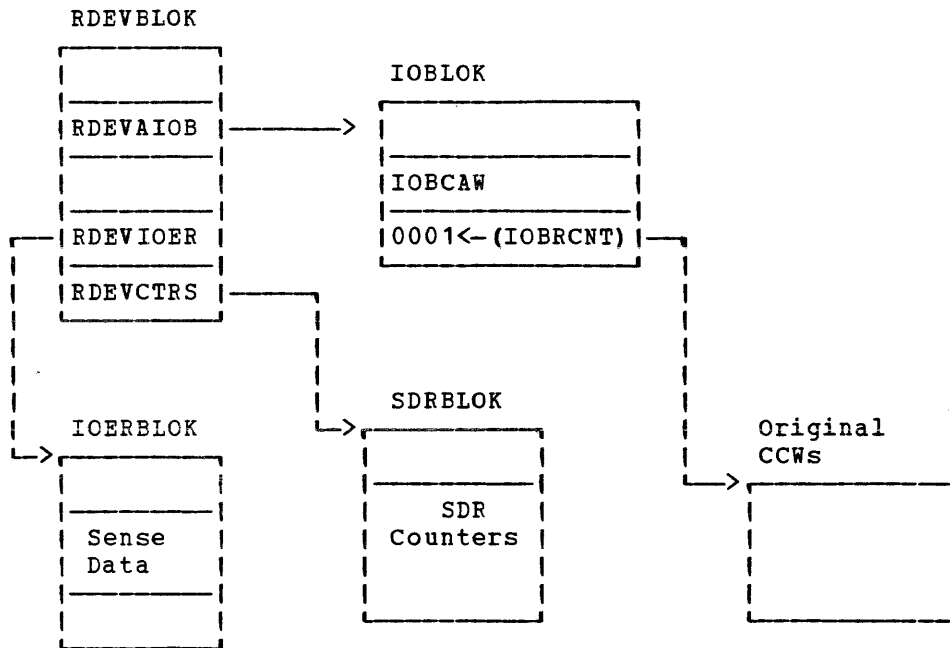 RDEVBLOK
RDEVAIOB
RDEVIOER
RDEVCTRS
IOBLOK
IOBCAW
0001<-(IOBRCNT)
IOERBLOK
Sense
Data
SDRBLOK
SDR
Counters
Original
CCWs